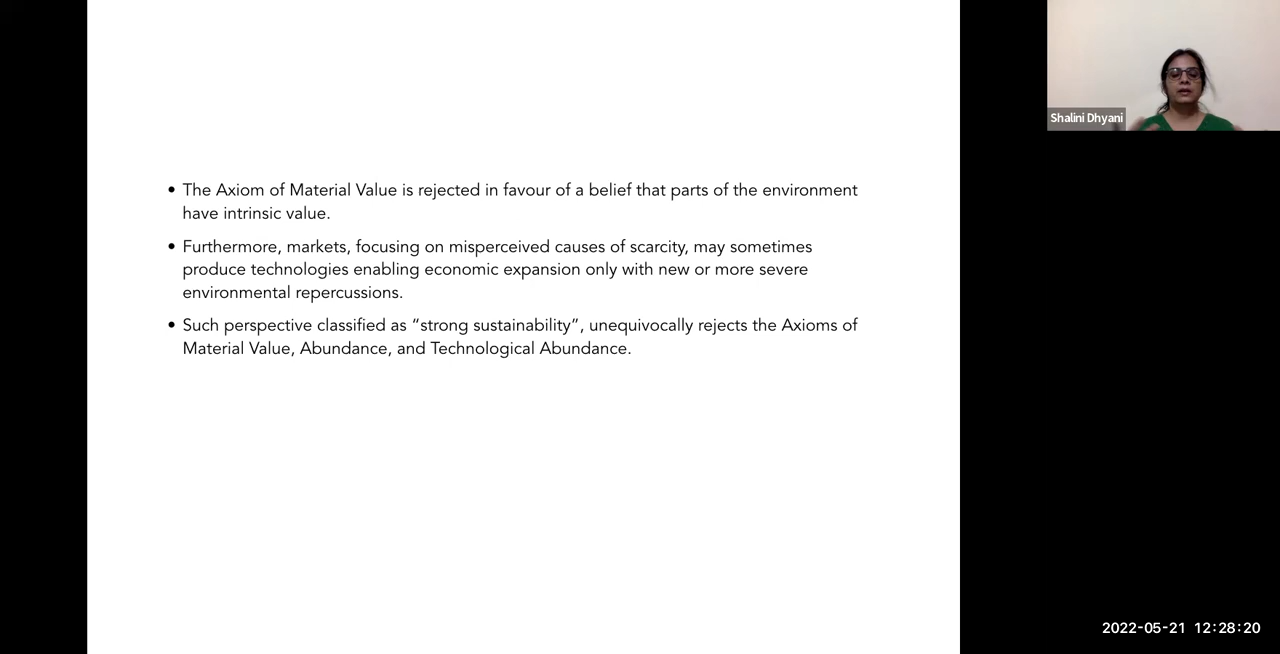 • The Axiom of Material Value is rejected in favour of a belief that parts of the environment
have intrinsic value.
• Furthermore, markets, focusing on misperceived causes of scarcity, may sometimes
produce technologies enabling economic expansion only with new or more severe
environmental repercussions.
• Such perspective classified as “strong sustainability”, unequivocally rejects the Axioms of
Material Value, Abundance, and Technological Abundance.
Shalini Dhyani
2022-05-21 12:28:20